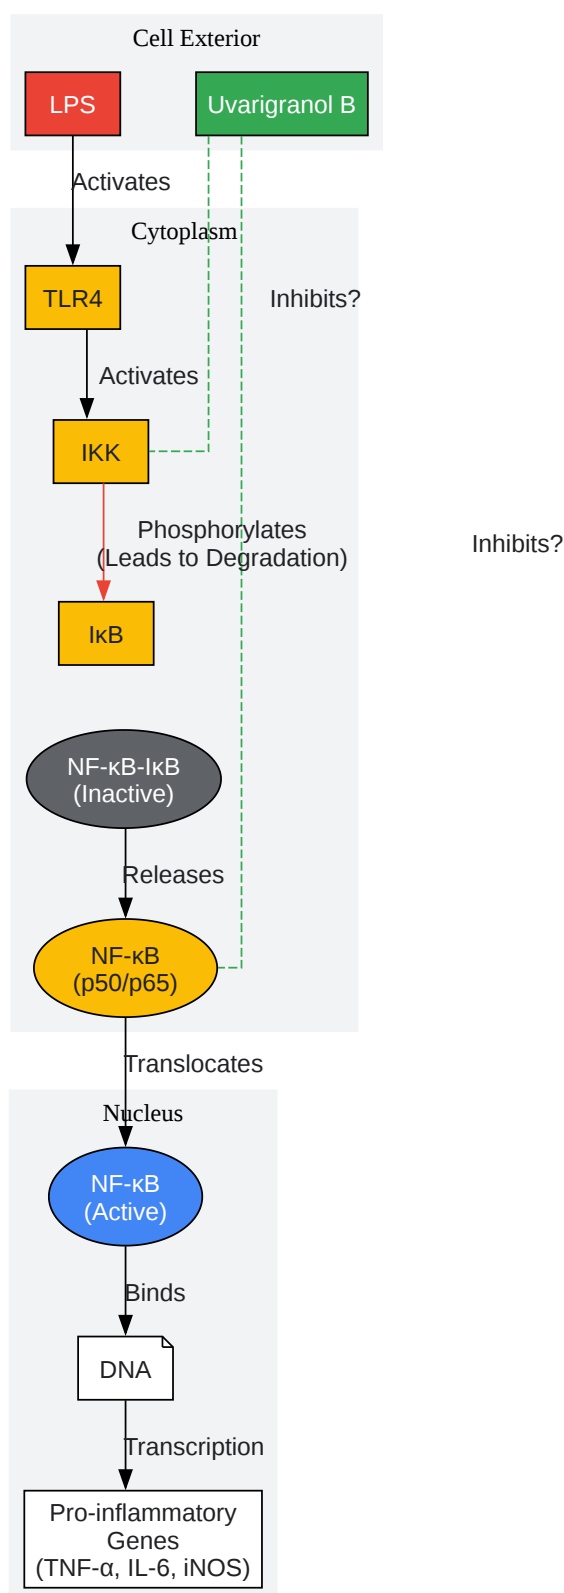 Cell Exterior
LPS
Uvarigranol B
Activates
Cytoplasm
TLR4
Inhibits?
Activates
IKK
Phosphorylates
(Leads to Degradation)
Inhibits?
IκB
NF-κB-IκB
(Inactive)
Releases
NF-κB
(p50/p65)
Translocates
Nucleus
NF-κB
(Active)
Binds
DNA
Transcription
Pro-inflammatory
Genes
(TNF-α, IL-6, iNOS)